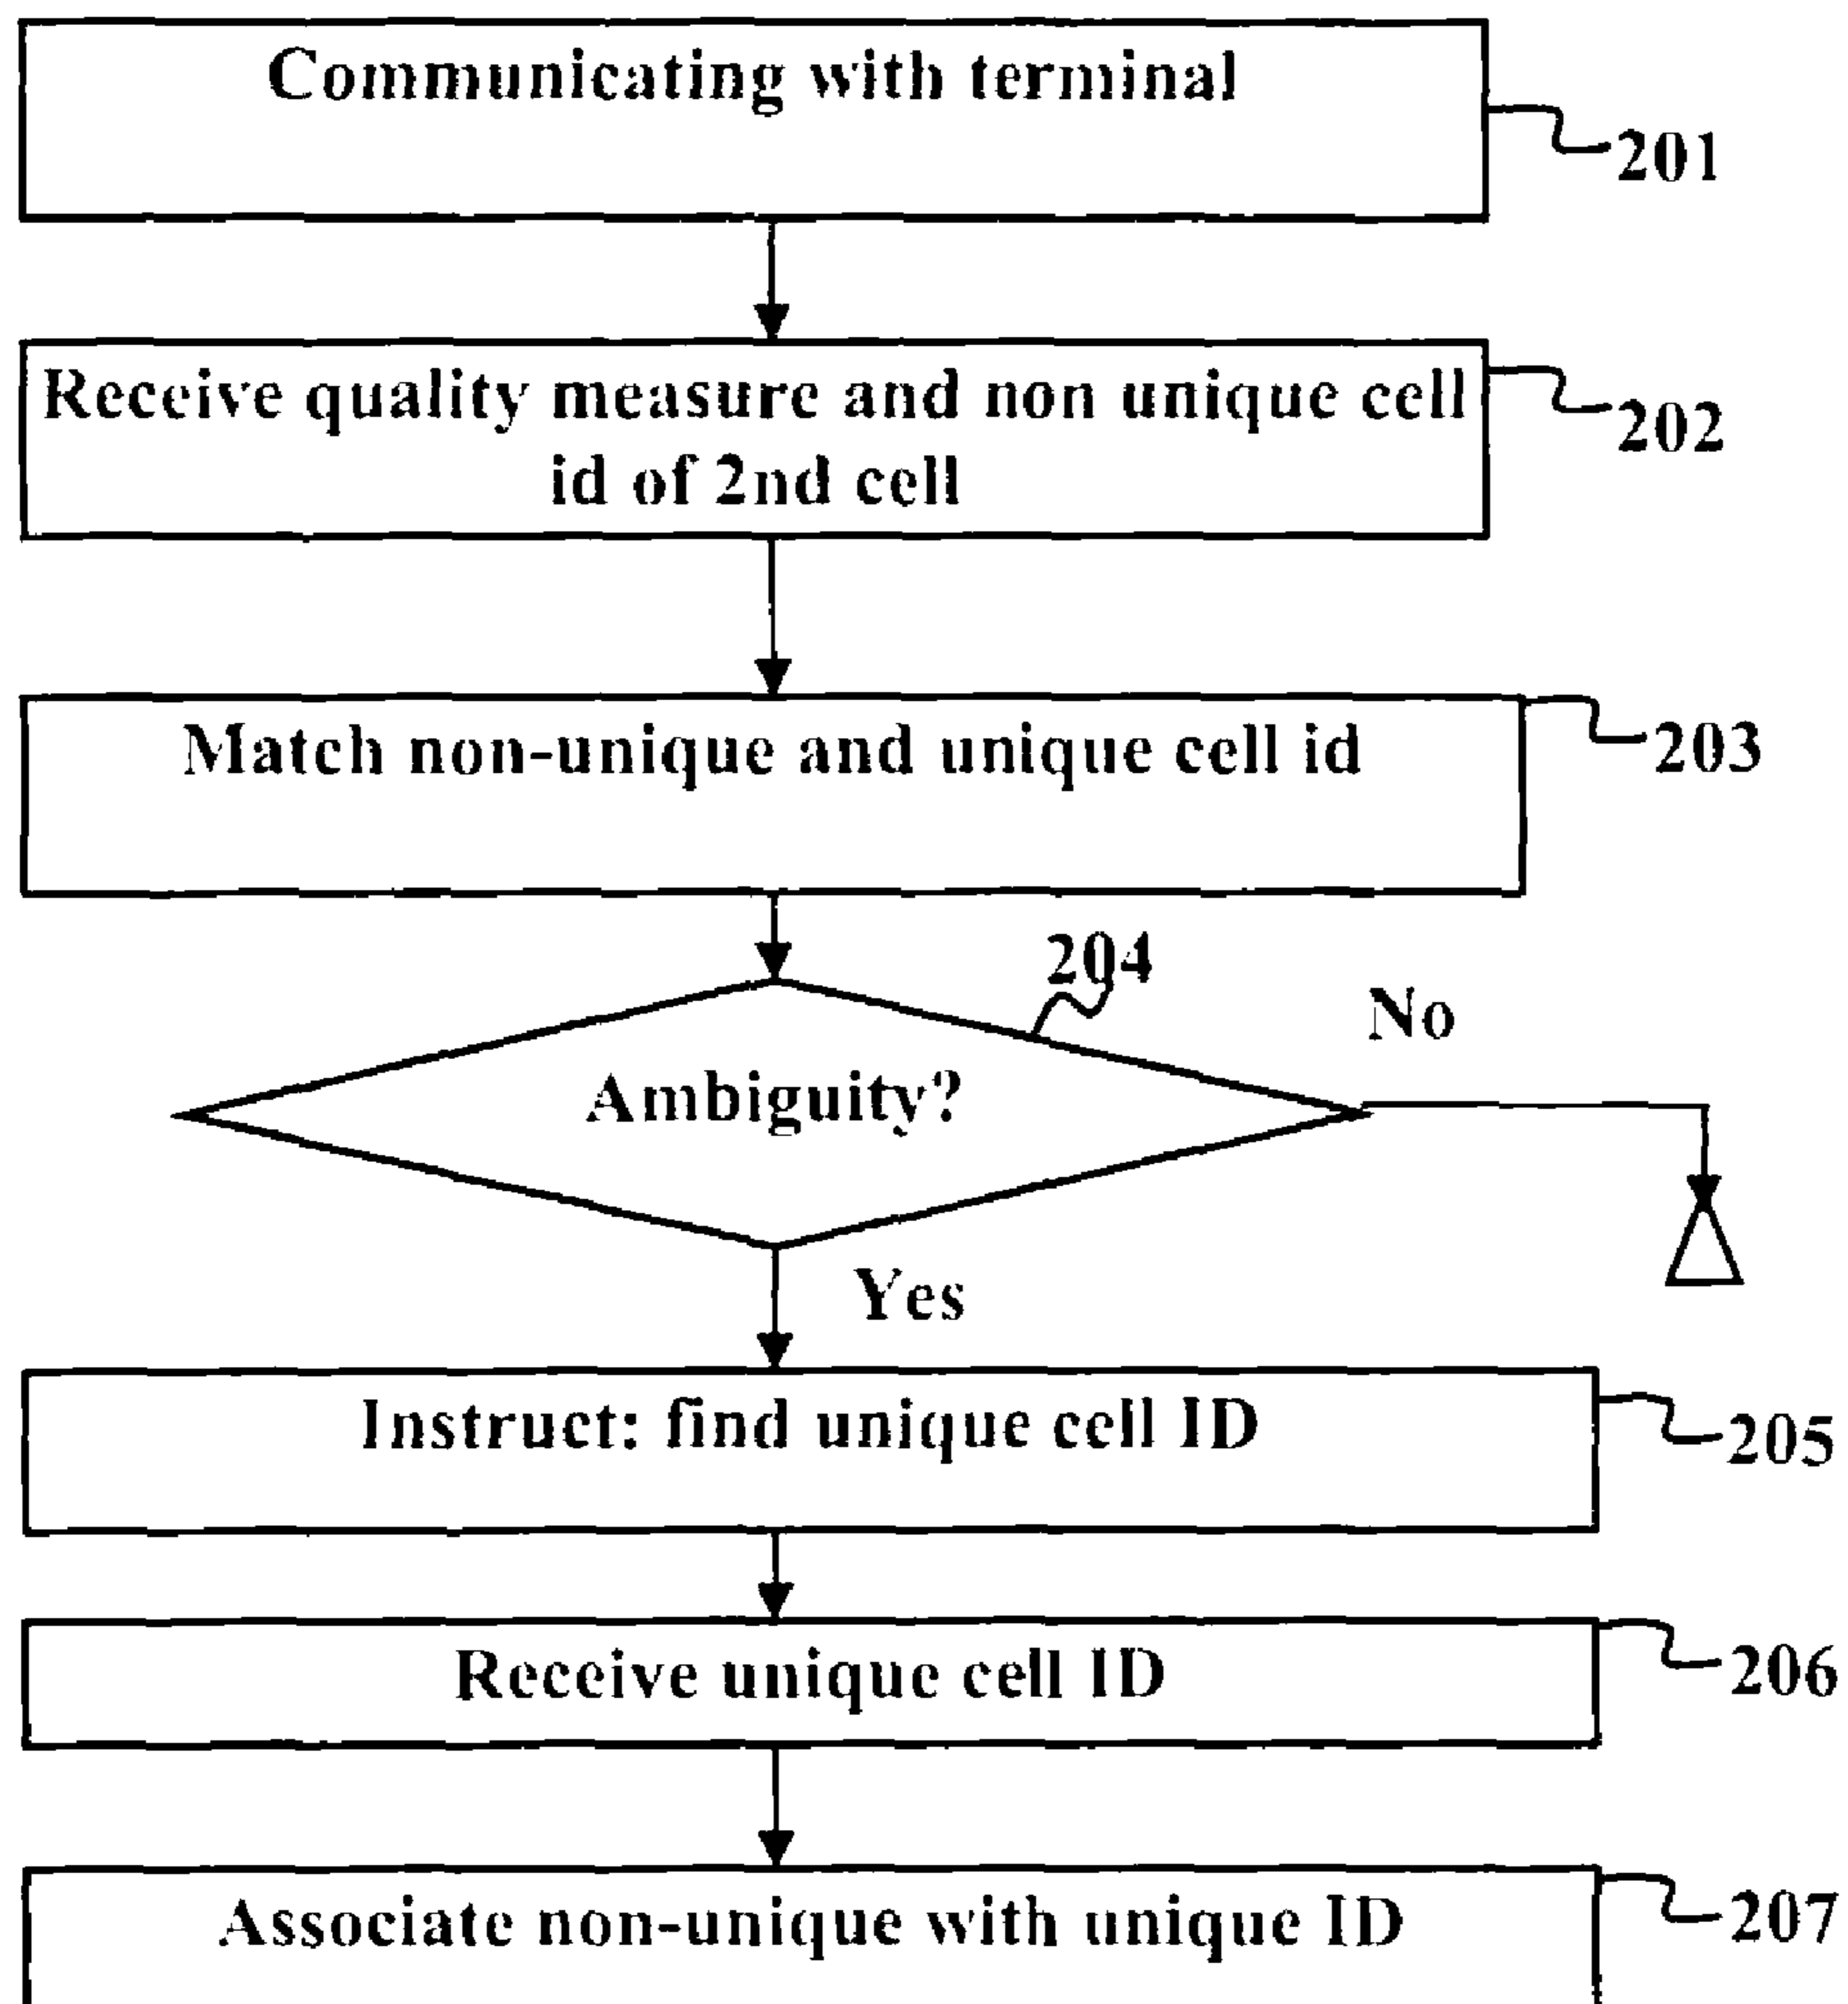 Communicating with terminal
201
Receive quality measure and non unique cell
id of 2nd cell
202
Match non-unique and unique cell id
203
204
No
Ambiguity?
Yes
Instruct: find unique cell ID
205
Receive unique cell ID
206
Associate non-unique with unique ID
207